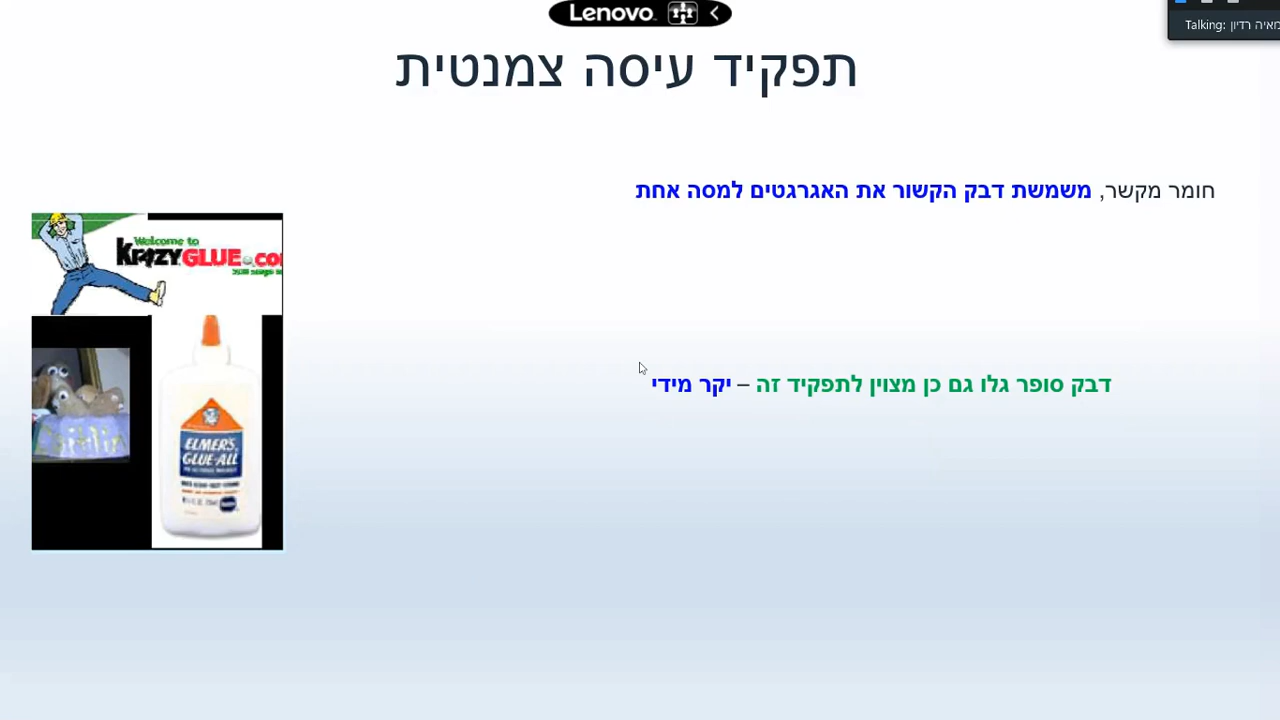 Lenovo
Talking: מאיה רדיון
תפקיד עיסה צמנטית
חומר מקשר, משמשת דבק הקשור את האגרגטים למסה אחת
Welcome to
KRAZYGLUE.CO
דבק סופר גלו גם כן מצוין לתפקיד זה – יקר מידי
ELMER'S
GLUE-ALL